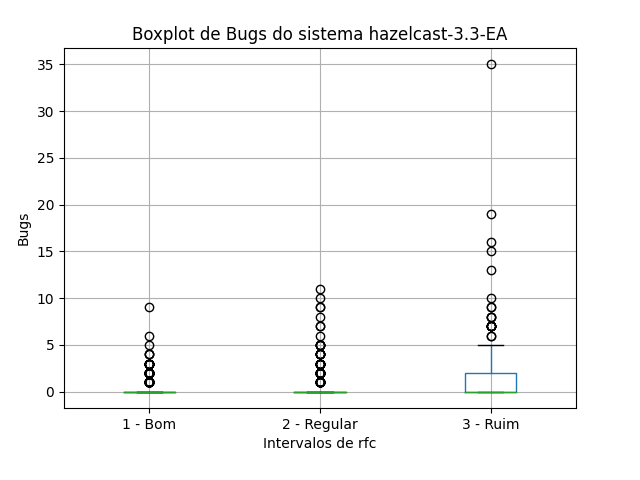 Boxplot de Bugs do sistema hazelcast-3.3-EA
35
30
25
20
15
10
5
0
Bugs
1 - Bom
2 - Regular
3 - Ruim
Intervalos de rfc